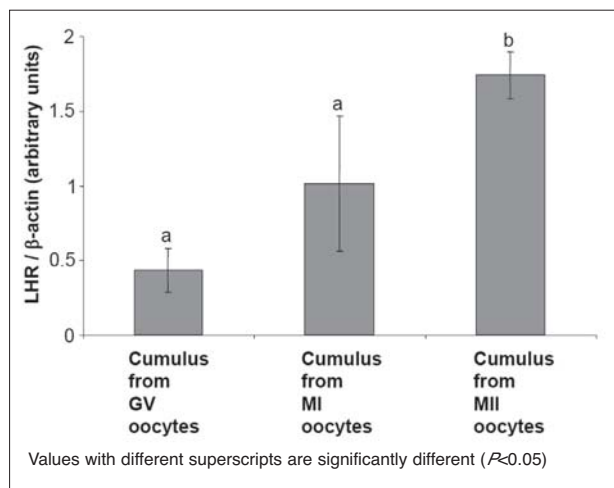 2
b
a
1.5
1
a
0.5
0
LHR / β-actin (arbitrary units)
Cumulus
from
GV
oocytes
Cumulus
from
MI
oocytes
Cumulus
from
MII
oocytes
Values with different superscripts are significantly different (P<0.05)